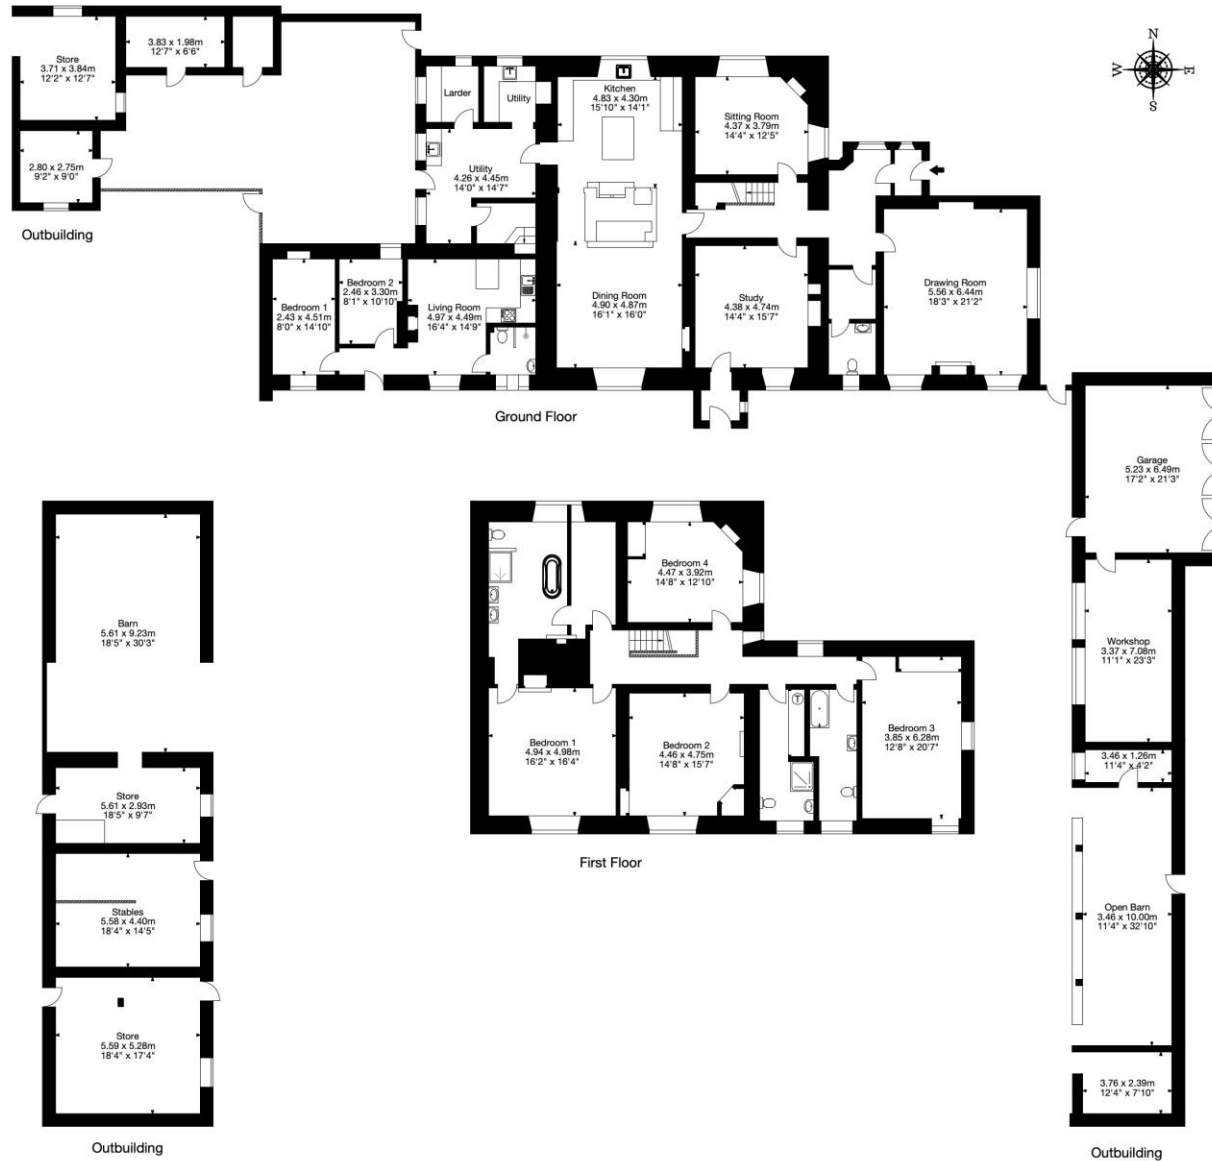 Store
3.71 x 3.84m
12'2" x 12'7"
3.83 x 1.98m
12'7" x 6'6"
2.80 x 2.75m
9'2" x 9'0"
Outbuilding
Larder
Utility
Utility
4.26 x 4.45m
14'0" x 14'7"
Kitchen
4.83 x 4.30m
15'10" x 14'1"
Sitting Room
4.37 x 3.79m
14'4" x 12'5"
N
W
E
S
Bedroom 1
2.43 x 4.51m
8'0" x 14'10"
Bedroom 2
2.46 x 3.30m
8'1" x 10'10"
Living Room
4.97 x 4.49m
16'4" x 14'9"
Dining Room
4.90 x 4.87m
16'1" x 16'0"
Study
4.38 x 4.74m
14'4" x 15'7"
Drawing Room
5.56 x 6.44m
18'3" x 21'2"
Ground Floor
Garage
5.23 x 6.49m
17'2" x 21'3"
Workshop
3.37 x 7.08m
11'1" x 23'3"
3.46 x 1.26m
11'4" x 4'2"
Open Barn
3.46 x 10.00m
11'4" x 32'10"
3.76 x 2.39m
12'4" x 7'10"
Outbuilding
Bedroom 4
4.47 x 3.92m
14'8" x 12'10"
Bedroom 1
4.94 x 4.98m
16'2" x 16'4"
Bedroom 2
4.46 x 4.75m
14'8" x 15'7"
Bedroom 3
3.85 x 6.28m
12'8" x 20'7"
First Floor
Barn
5.61 x 9.23m
18'5" x 30'3"
Store
5.61 x 2.93m
18'5" x 9'7"
Stables
5.58 x 4.40m
18'4" x 14'5"
Store
5.59 x 5.28m
18'4" x 17'4"
Outbuilding